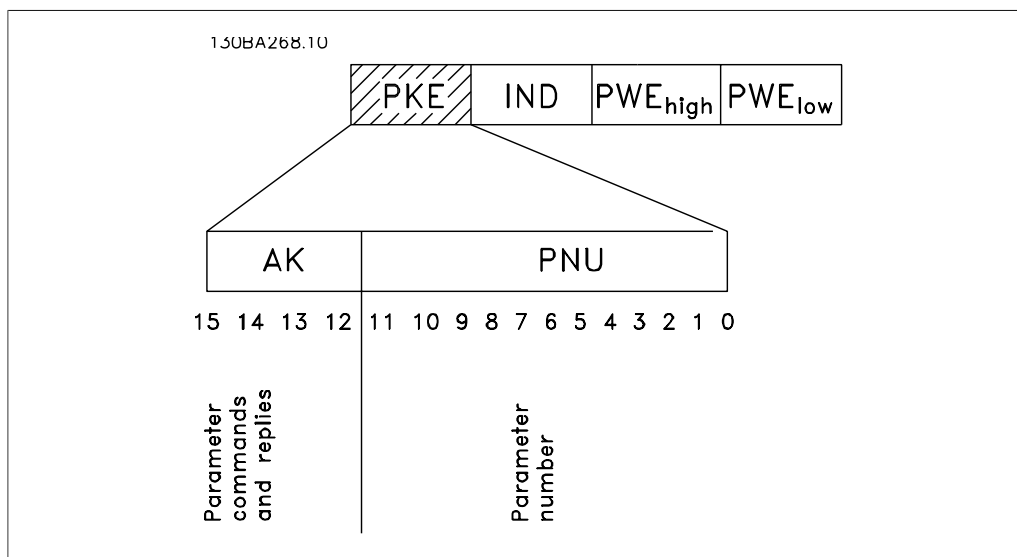 130BA268.10
PKE IND PWEhigh PWElow
AK PNU
15 14 13 12 11 10 9 8 7 6 5 4 3 2 1 0
Parameter
commands
and replies
Parameter
number